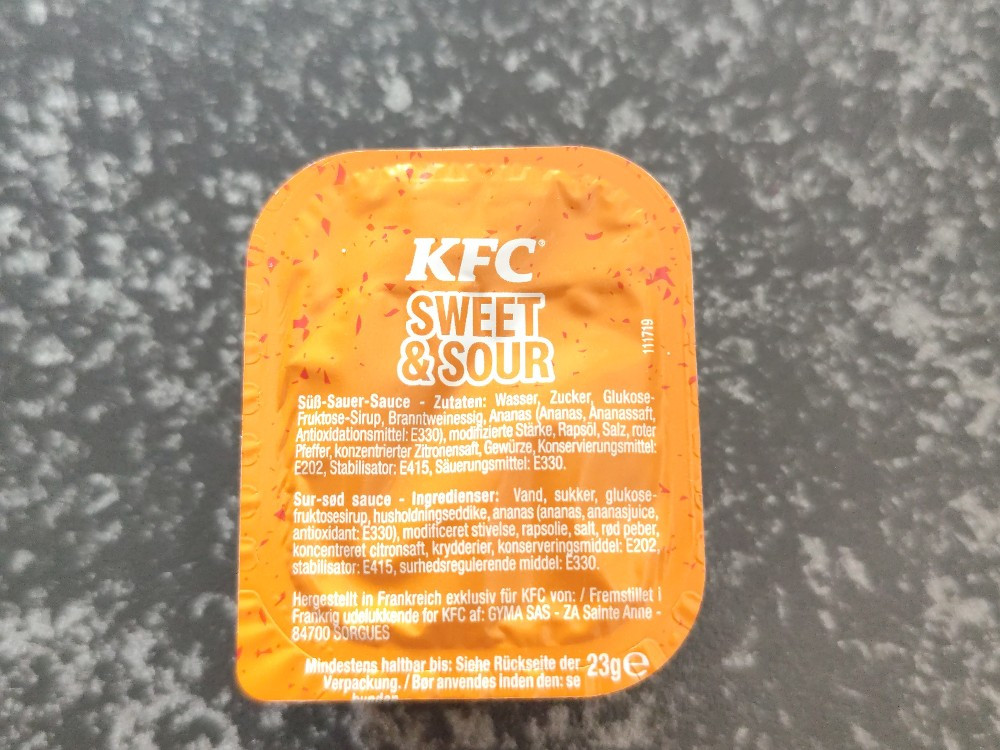 KFC®
SWEET
& SOUR
111719
Süß-Sauer-Sauce - Zutaten: Wasser, Zucker, Glukose-
Fruktose-Sirup, Branntweinessig, Ananas (Ananas, Ananassaft,
Antioxidationsmittel: E330), modifizierte Stärke, Rapsöl, Salz, roter
Pfeffer, konzentrierter Zitronensaft, Gewürze, Konservierungsmittel:
E202, Stabilisator: E415, Säuerungsmittel: E330.
Sur-sød sauce - Ingredienser: Vand, sukker, glukose-
fruktosesirup, husholdningseddike, ananas (ananas, ananasjuice,
antioxidant: E330), modificeret stivelse, rapsolie, salt, rød peber,
koncentreret citronsaft, krydderier, konserveringsmiddel: E202,
stabilisator: E415, surhedsregulerende middel: E330.
Hergestellt in Frankreich exklusiv für KFC von: / Fremstillet i
Frankrig udelukkende for KFC af: GYMA SAS - ZA Sainte Anne -
84700 SORGUES
Mindestens haltbar bis: Siehe Rückseite der 23g e
Verpackung. / Bør anvendes inden den: se
bunden